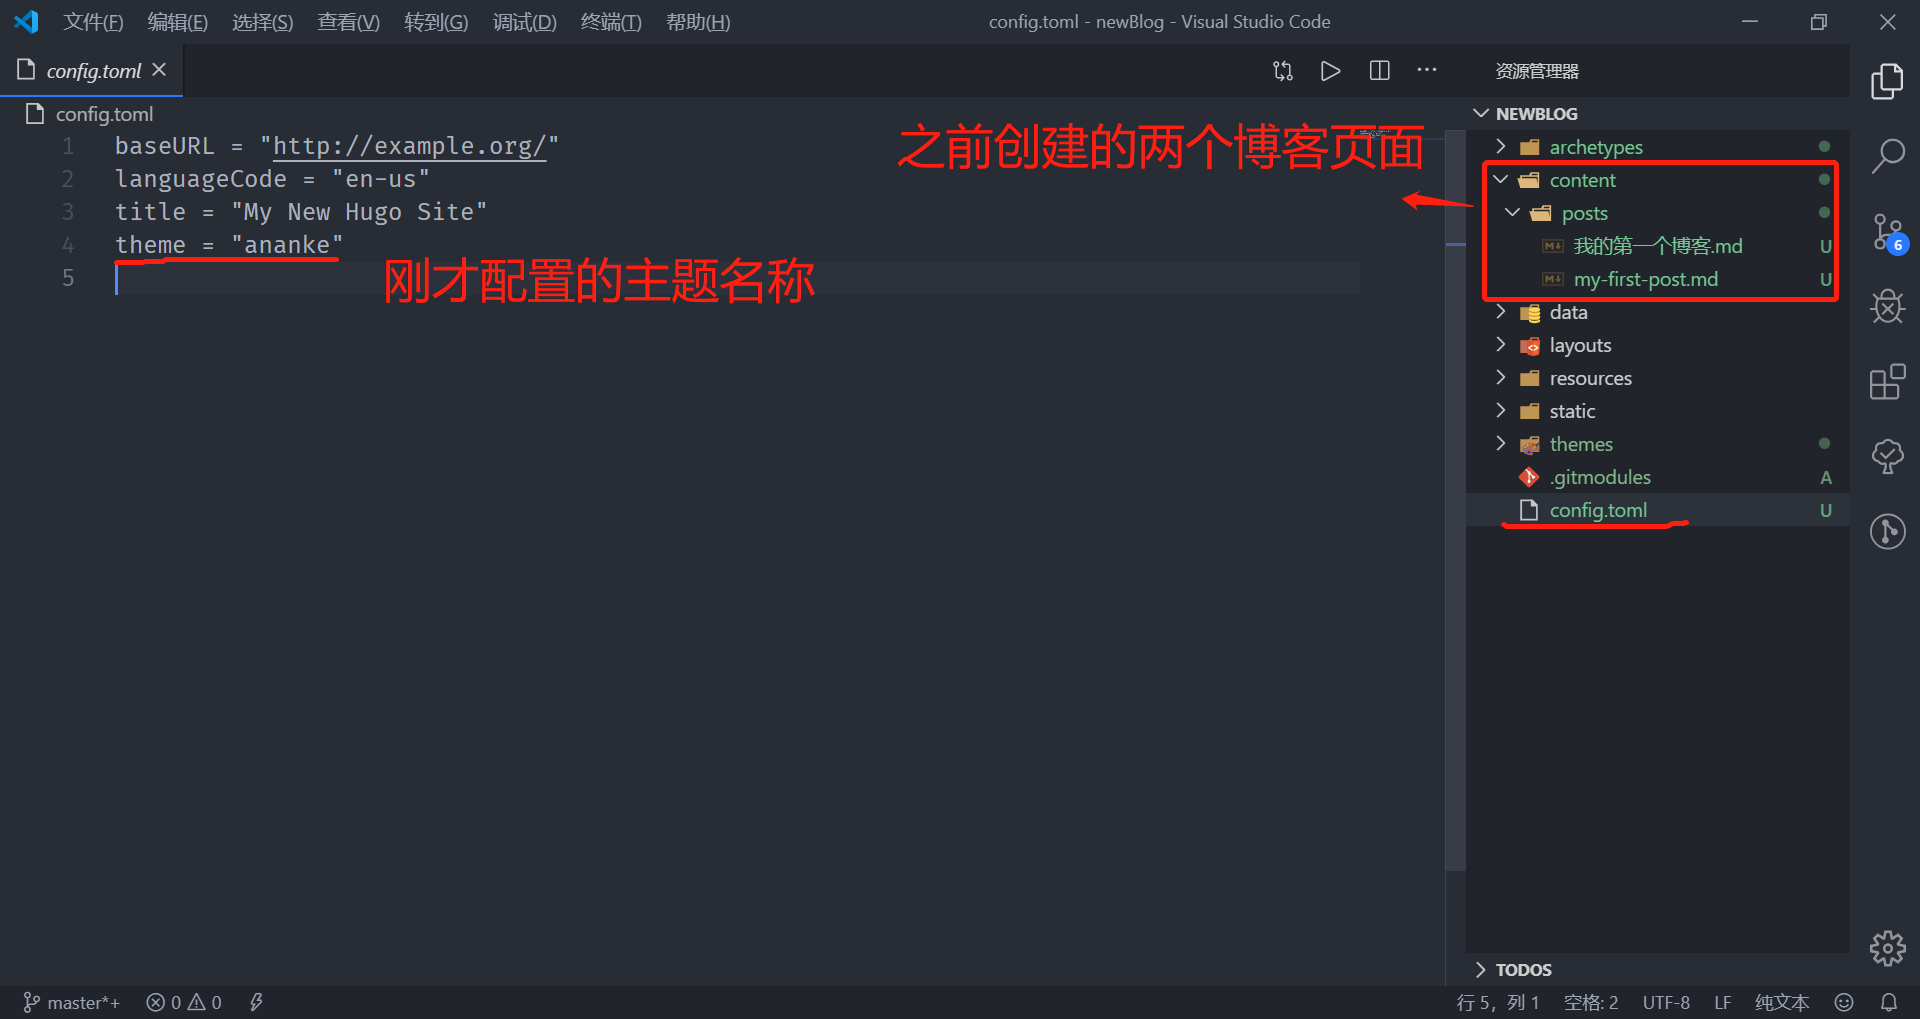 文件(F) 编辑(E) 选择(S) 查看(V) 转到(G) 调试(D) 终端(T) 帮助(H) config.toml - newBlog - Visual Studio Code
config.toml
资源管理器
config.toml
1 baseURL = "http://example.org/"
2 languageCode = "en-us"
3 title = "My New Hugo Site"
4 theme = "ananke"
5
刚才配置的主题名称
之前创建的两个博客页面
NEWBLOG
archetypes
content
posts
我的第一个博客.md U
my-first-post.md U
data
layouts
resources
static
themes
.gitmodules A
config.toml U
6
TODOS
master*+ 0 0 行 5，列 1 空格: 2 UTF-8 LF 纯文本